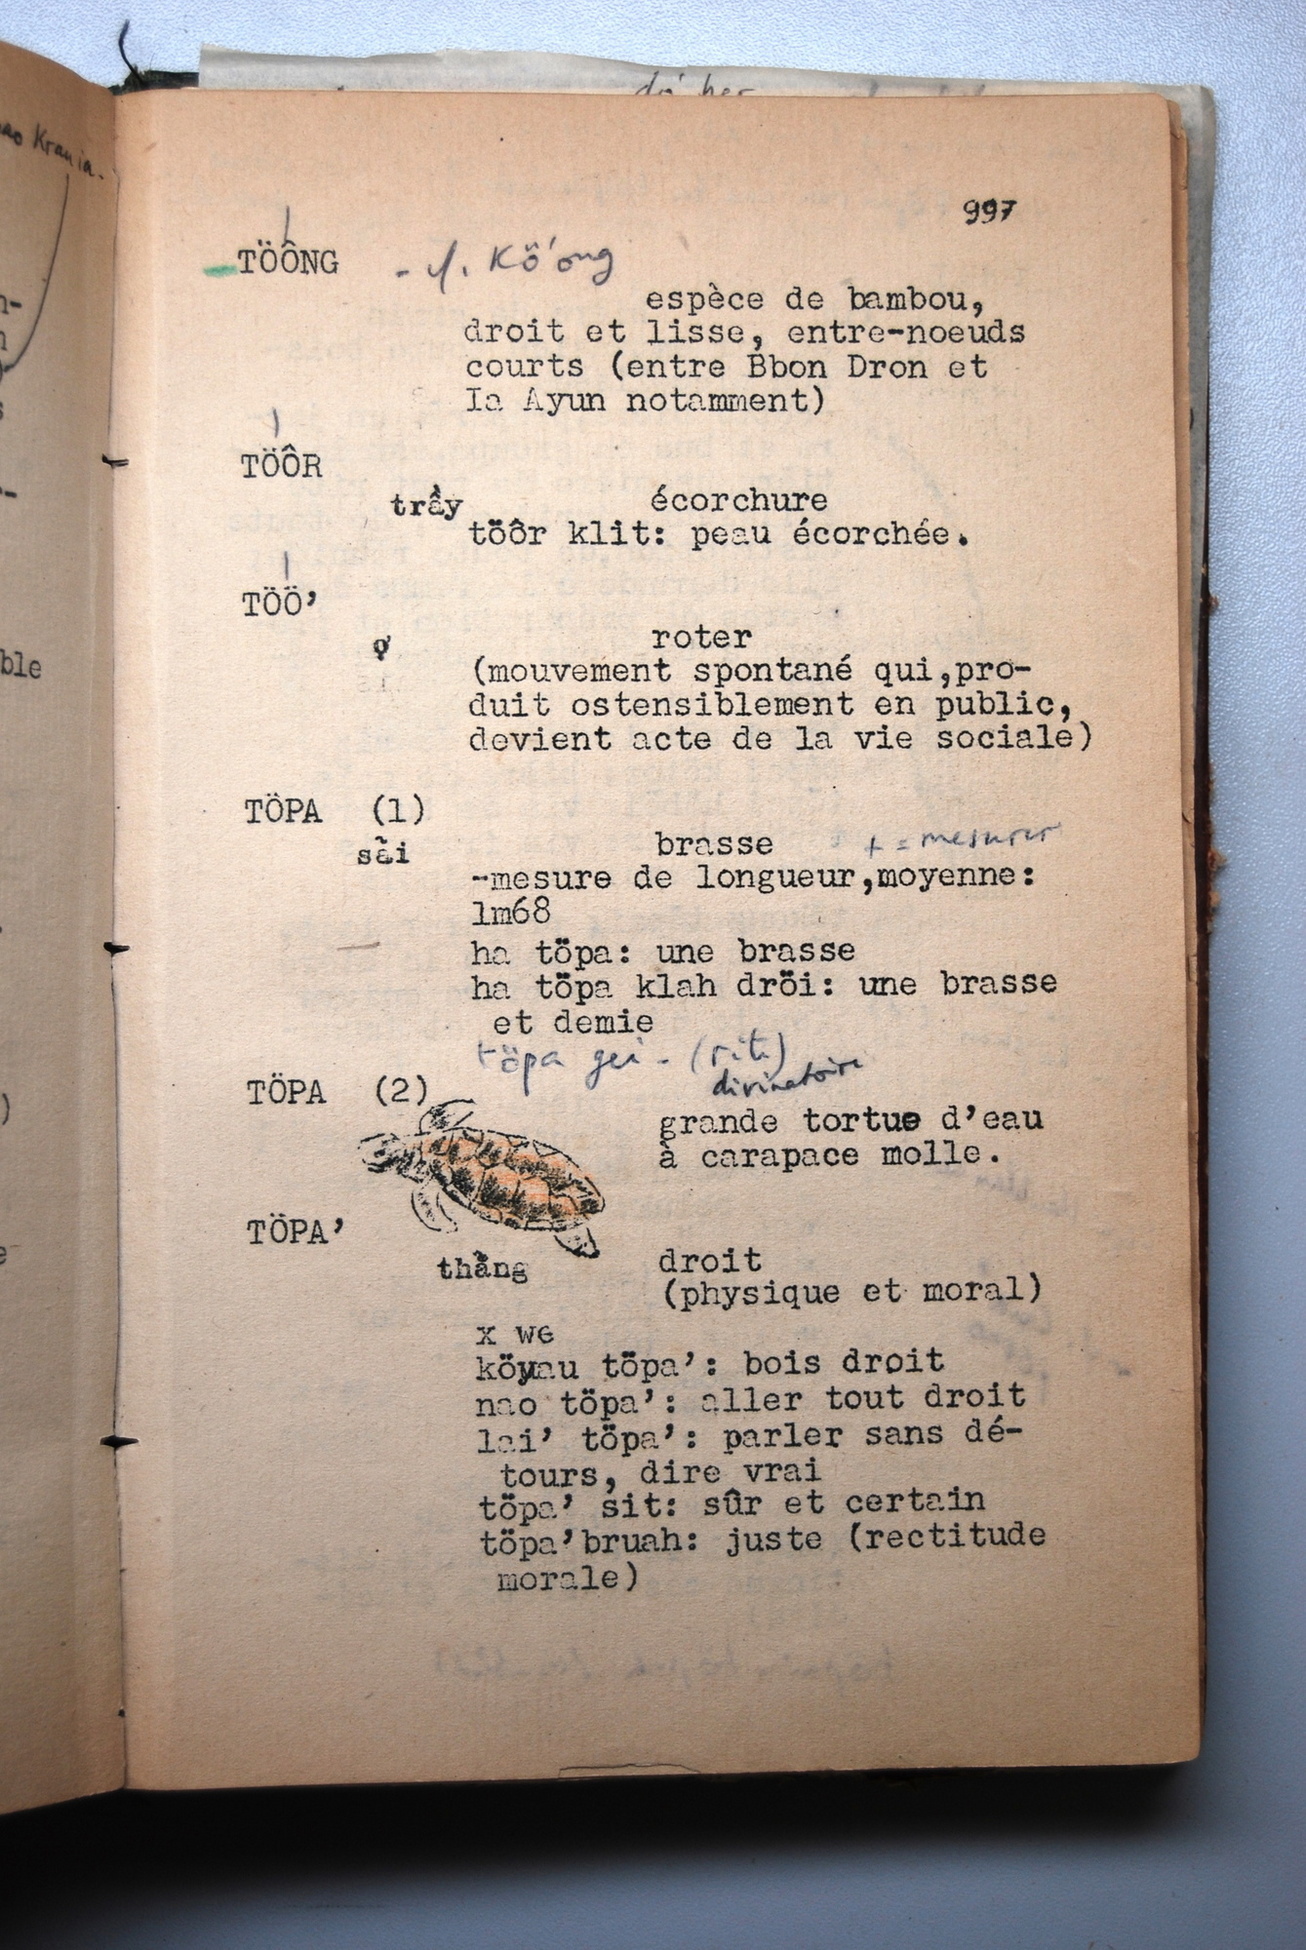 997
TÖÔNG - cf. Kö'ong
espèce de bambou,
droit et lisse, entre-noeuds
courts (entre Bbon Dron et
Ia Ayun notamment)
TÖÔR
trầy écorchure
töôr klit: peau écorchée.
TÖÖ’
ợ roter
(mouvement spontané qui,pro-
duit ostensiblement en public,
devient acte de la vie sociale)
TÖPA (1)
sải brasse + = mesurer
-mesure de longueur,moyenne:
1m68
ha töpa: une brasse
ha töpa klah dröi: une brasse
et demie
töpa gei - (rite)
divinatoire
TÖPA (2)
grande tortue d’eau
à carapace molle.
TÖPA’
thẳng droit
(physique et moral)
x we
köyau töpa’: bois droit
nao töpa’: aller tout droit
lai’ töpa’: parler sans dé-
tours, dire vrai
töpa’ sit: sûr et certain
töpa’bruah: juste (rectitude
morale)